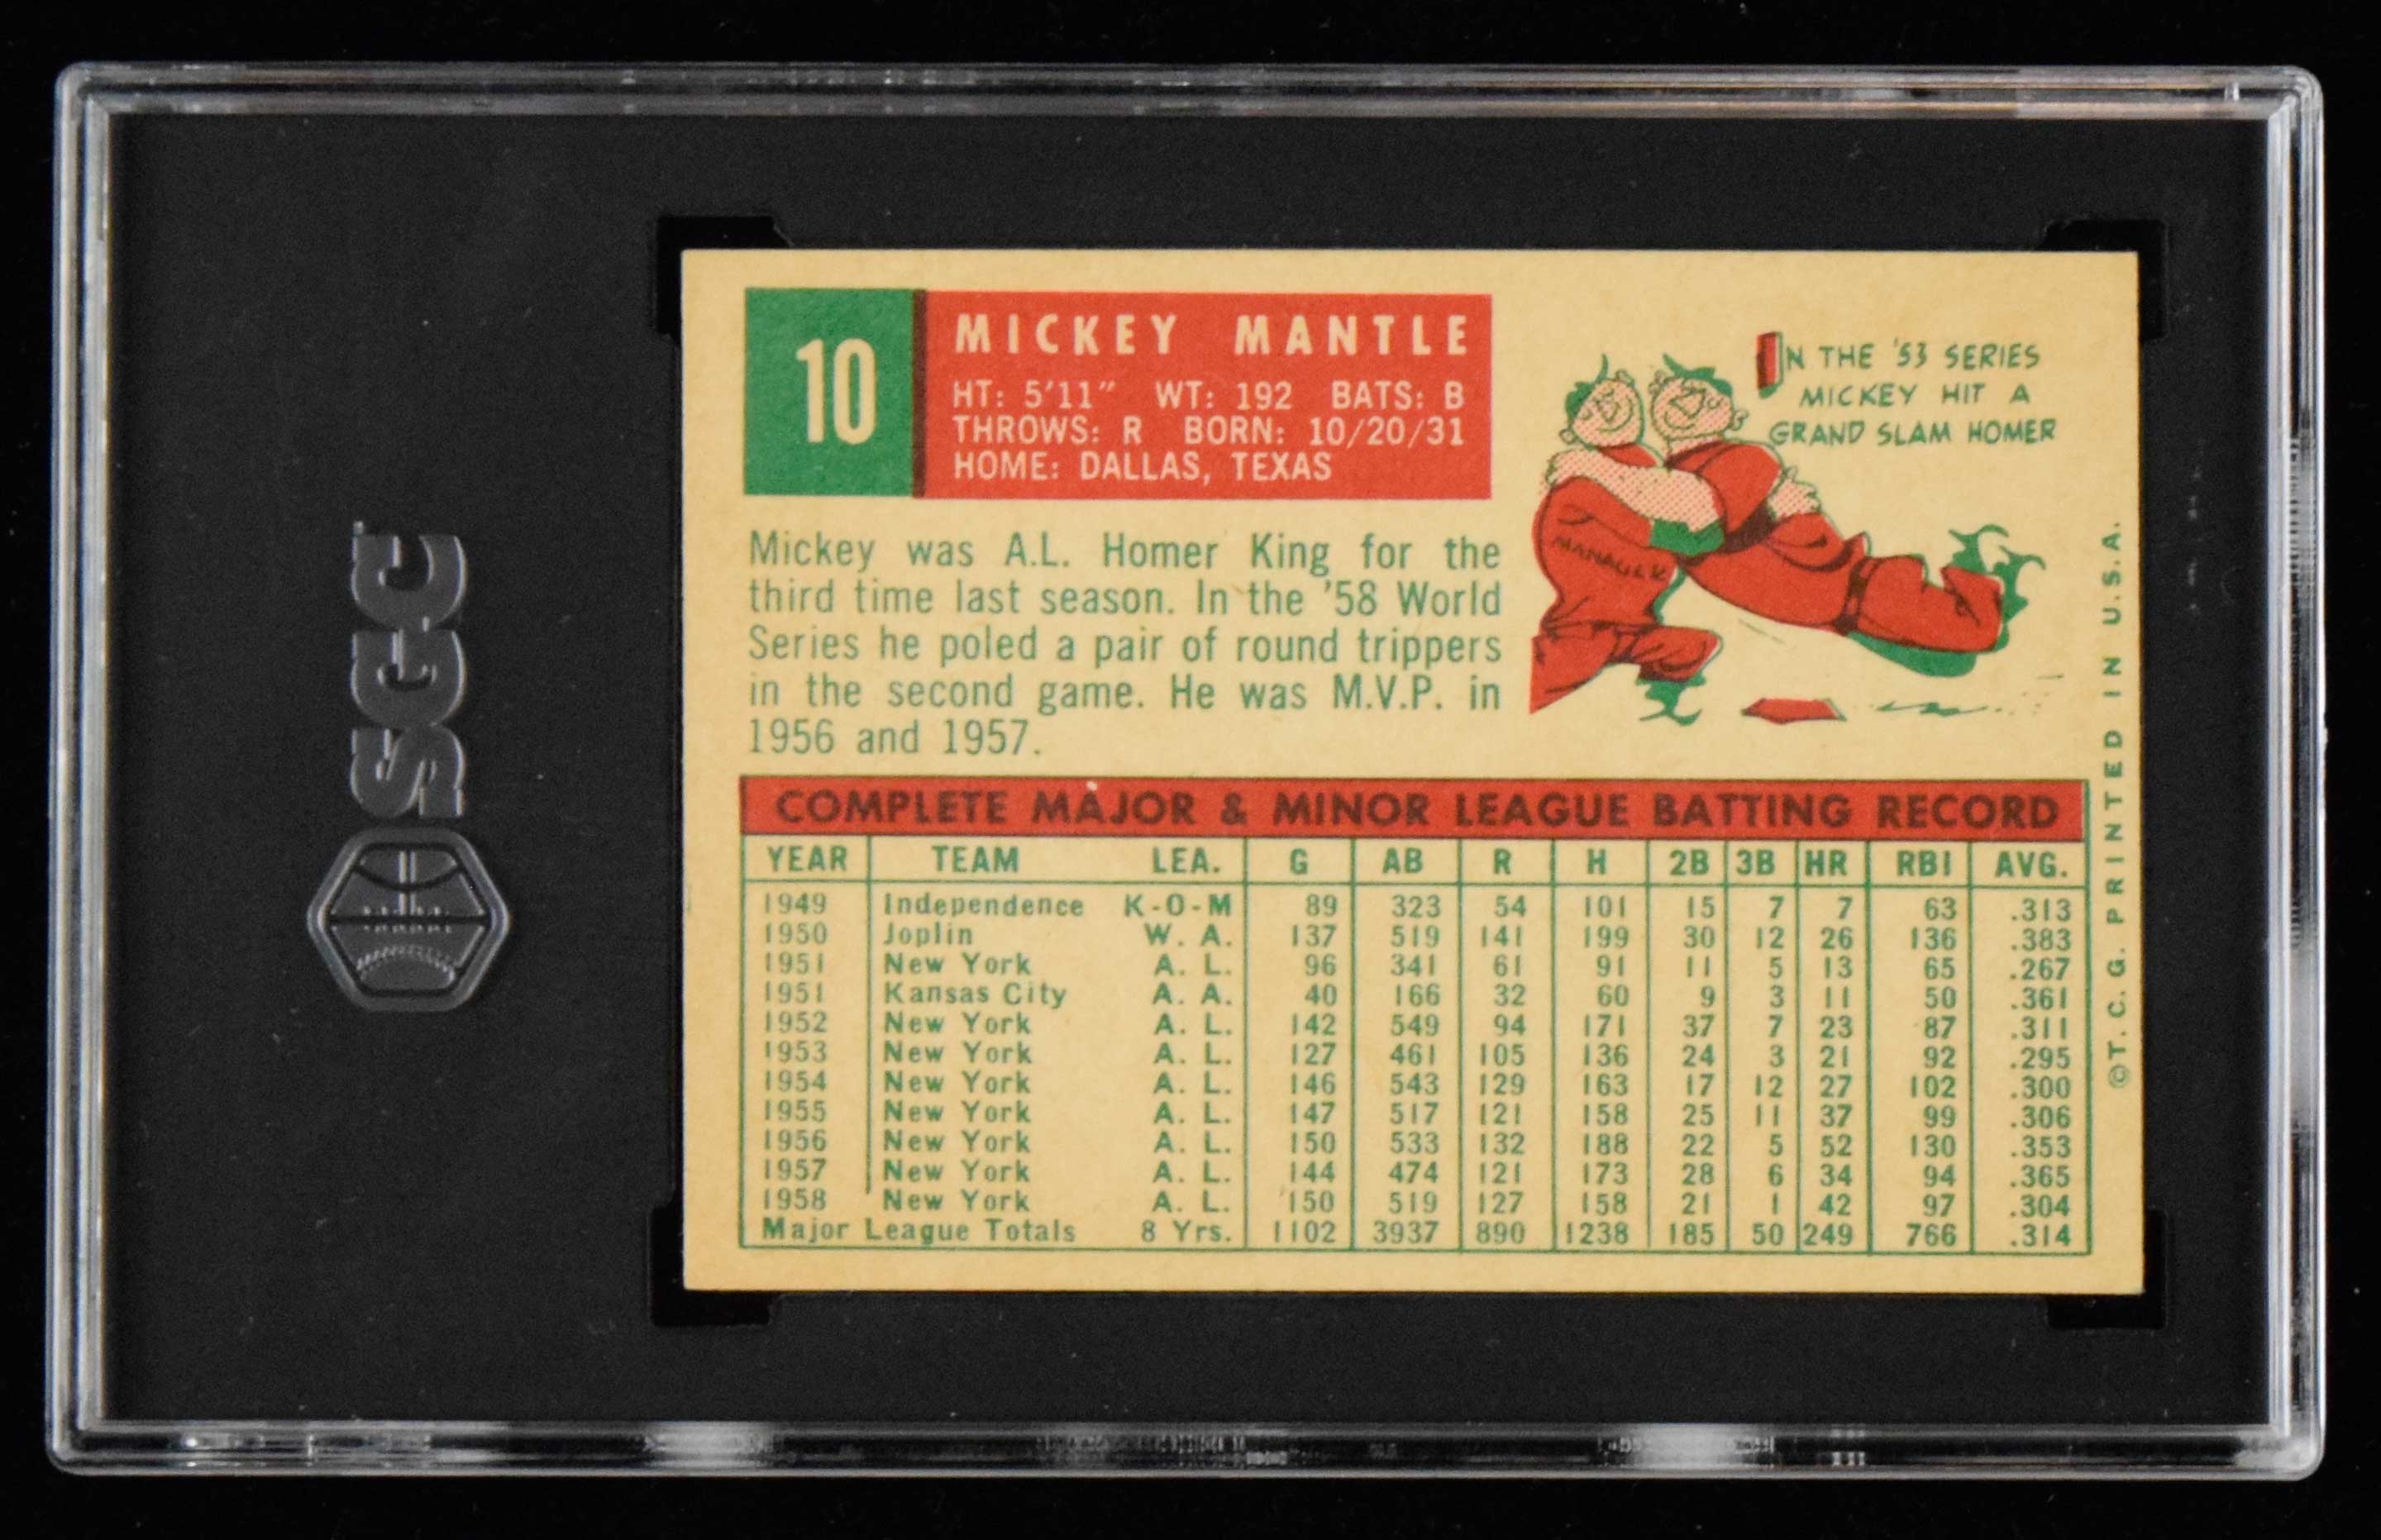 SGC
10
MICKEY MANTLE
HT: 5'11" WT: 192 BATS: B
THROWS: R BORN: 10/20/31
HOME: DALLAS, TEXAS
IN THE '53 SERIES
MICKEY HIT A
GRAND SLAM HOMER
MANAGER
Mickey was A.L. Homer King for the
third time last season. In the '58 World
Series he poled a pair of round trippers
in the second game. He was M.V.P. in
1956 and 1957.
COMPLETE MAJOR & MINOR LEAGUE BATTING RECORD
YEAR TEAM LEA. G AB R H 2B 3B HR RBI AVG.
1949 Independence K-O-M 89 323 54 101 15 7 7 63 .313
1950 Joplin W. A. 137 519 141 199 30 12 26 136 .383
1951 New York A. L. 96 341 61 91 11 5 13 65 .267
1951 Kansas City A. A. 40 166 32 60 9 3 11 50 .361
1952 New York A. L. 142 549 94 171 37 7 23 87 .311
1953 New York A. L. 127 461 105 136 24 3 21 92 .295
1954 New York A. L. 146 543 129 163 17 12 27 102 .300
1955 New York A. L. 147 517 121 158 25 11 37 99 .306
1956 New York A. L. 150 533 132 188 22 5 52 130 .353
1957 New York A. L. 144 474 121 173 28 6 34 94 .365
1958 New York A. L. 150 519 127 158 21 1 42 97 .304
Major League Totals 8 Yrs. 1102 3937 890 1238 185 50 249 766 .314
©T. C. G. PRINTED IN U.S.A.